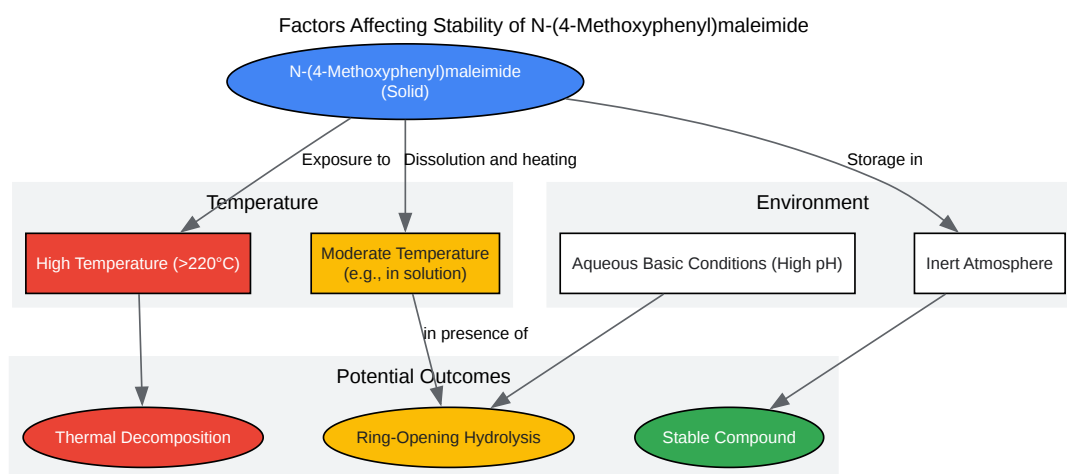 Factors Affecting Stability of N-(4-Methoxyphenyl)maleimide
N-(4-Methoxyphenyl)maleimide
(Solid)
Exposure to
Dissolution and heating
Storage in
Temperature
Environment
High Temperature (>220°C)
Moderate Temperature
(e.g., in solution)
Aqueous Basic Conditions (High pH)
Inert Atmosphere
in presence of
Potential Outcomes
Thermal Decomposition
Ring-Opening Hydrolysis
Stable Compound